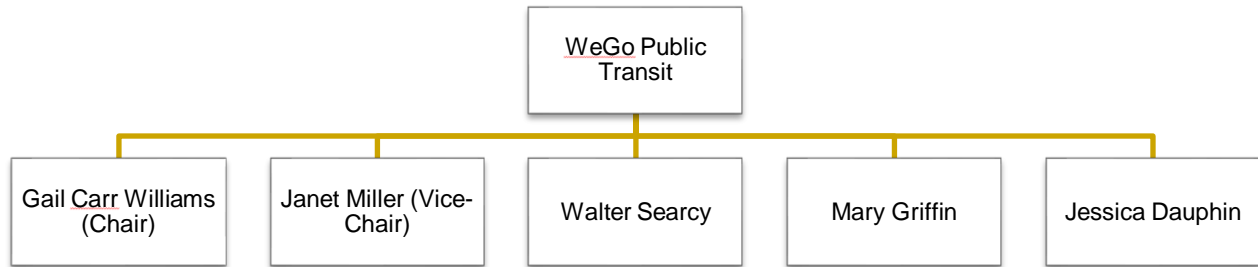 WeGo Public
Transit
Gail Carr Williams
(Chair)
Janet Miller (Vice-
Chair)
Walter Searcy
Mary Griffin
Jessica Dauphin